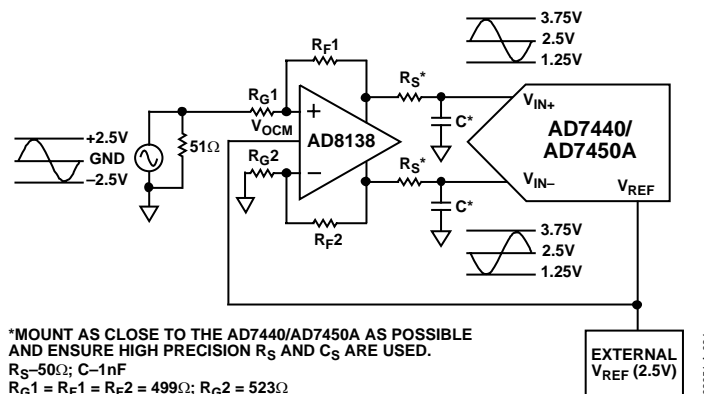 RF1
RG1
VOCM
AD8138
RG2
RF2
51Ω
+2.5V
GND
–2.5V
RS*
C*
RS*
C*
3.75V
2.5V
1.25V
VIN+
AD7440/
AD7450A
VIN–
VREF
3.75V
2.5V
1.25V
EXTERNAL
VREF (2.5V)
*MOUNT AS CLOSE TO THE AD7440/AD7450A AS POSSIBLE
AND ENSURE HIGH PRECISION RS AND CS ARE USED.
RS–50Ω; C–1nF
RG1 = RF1 = RF2 = 499Ω; RG2 = 523Ω
+
–